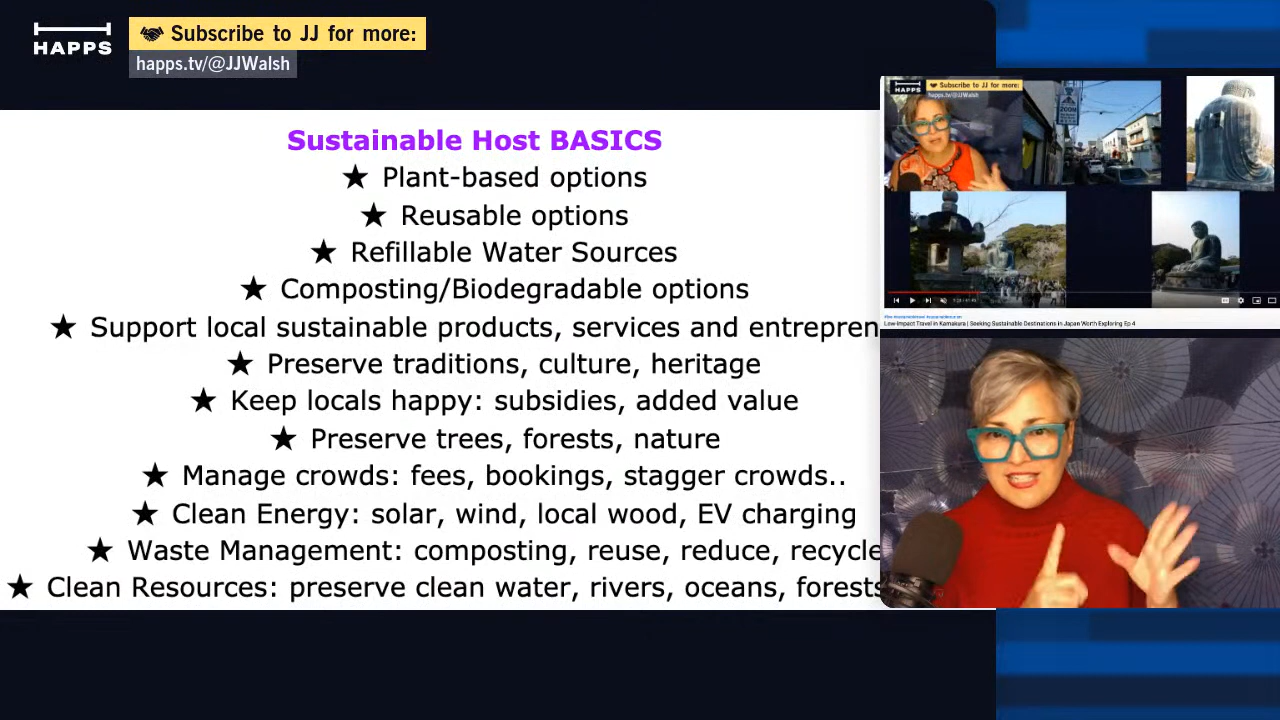 HAPPS
Subscribe to JJ for more:
happs.tv/@JJWalsh
Sustainable Host BASICS
★ Plant-based options
★ Reusable options
★ Refillable Water Sources
★ Composting/Biodegradable options
★ Support local sustainable products, services and entrepren
★ Preserve traditions, culture, heritage
★ Keep locals happy: subsidies, added value
★ Preserve trees, forests, nature
★ Manage crowds: fees, bookings, stagger crowds..
★ Clean Energy: solar, wind, local wood, EV charging
★ Waste Management: composting, reuse, reduce, recycle
★ Clean Resources: preserve clean water, rivers, oceans, forests
HAPPS
Subscribe to JJ for more:
happs.tv/@JJWalsh
ZOOM
Low-Impact Travel in Kamakura | Seeking Sustainable Destinations in Japan Worth Exploring Ep 4